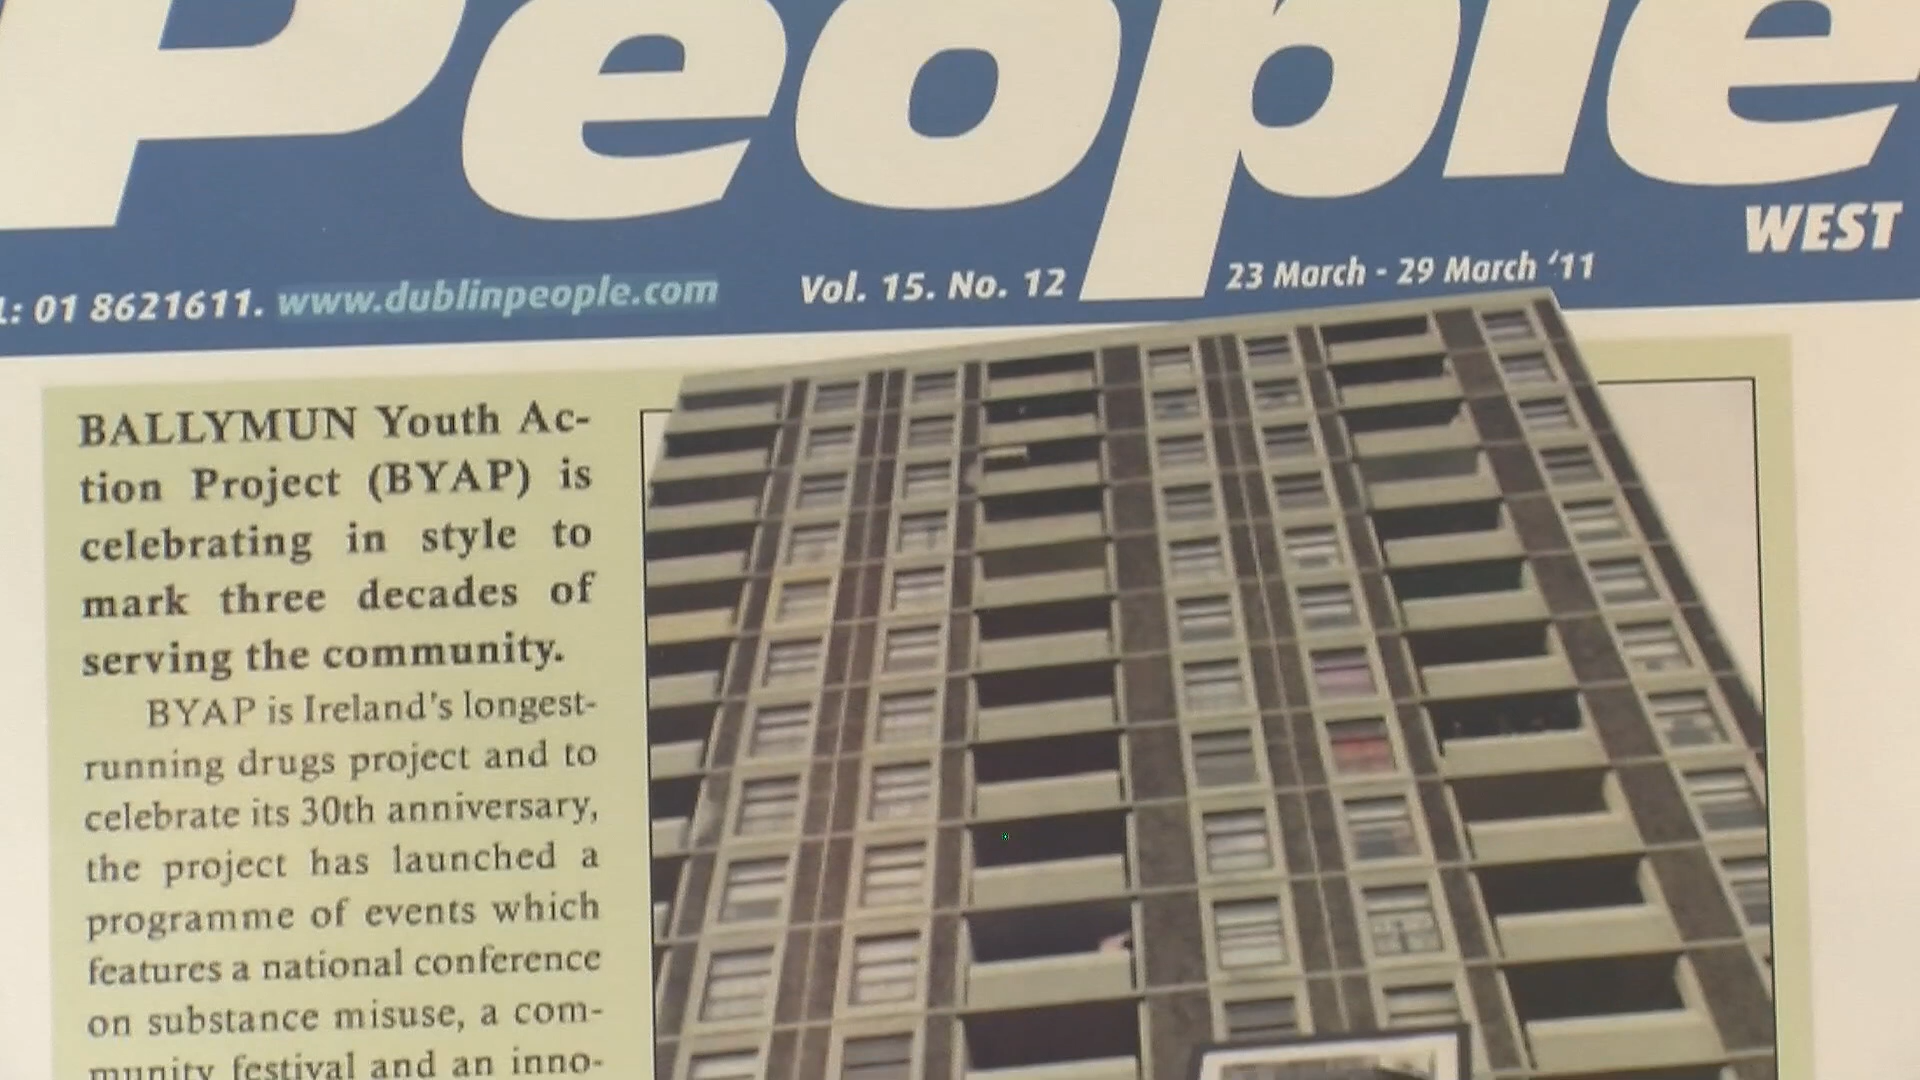 People
WEST
L: 01 8621611. www.dublinpeople.com Vol. 15. No. 12 23 March - 29 March ‘11
BALLYMUN Youth Ac-
tion Project (BYAP) is
celebrating in style to
mark three decades of
serving the community.
BYAP is Ireland's longest-
running drugs project and to
celebrate its 30th anniversary,
the project has launched a
programme of events which
features a national conference
on substance misuse, a com-
munity festival and an inno-